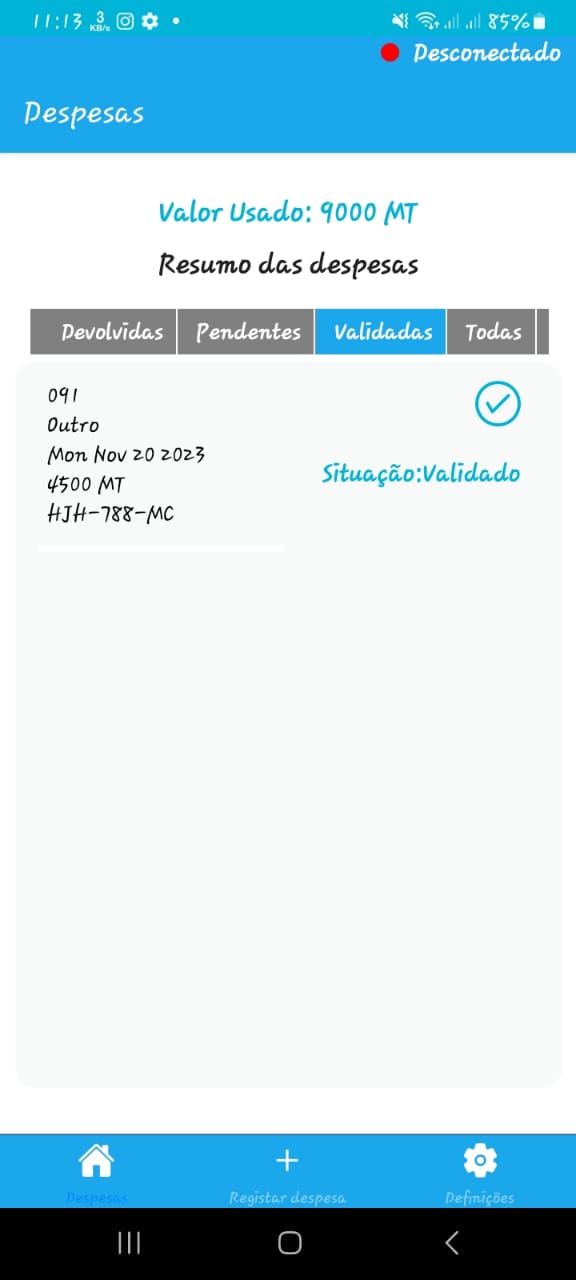 11:13 3 KB/s 85%
Desconectado
Despesas
Valor Usado: 9000 MT
Resumo das despesas
Devolvidas Pendentes Validadas Todas
091
Outro
Mon Nov 20 2023
4500 MT
HJH-788-MC
Situação:Validado
Despesas Registar despesa Definições